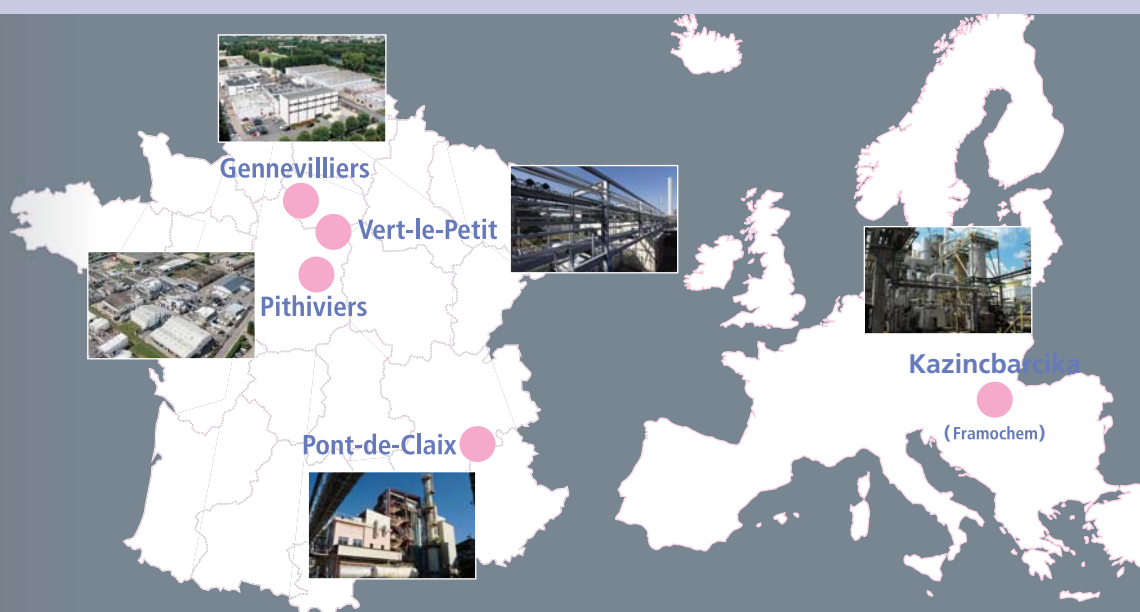 Gennevilliers
Vert-le-Petit
Pithiviers
Pont-de-Claix
Kazincbarcika
(Framochem)